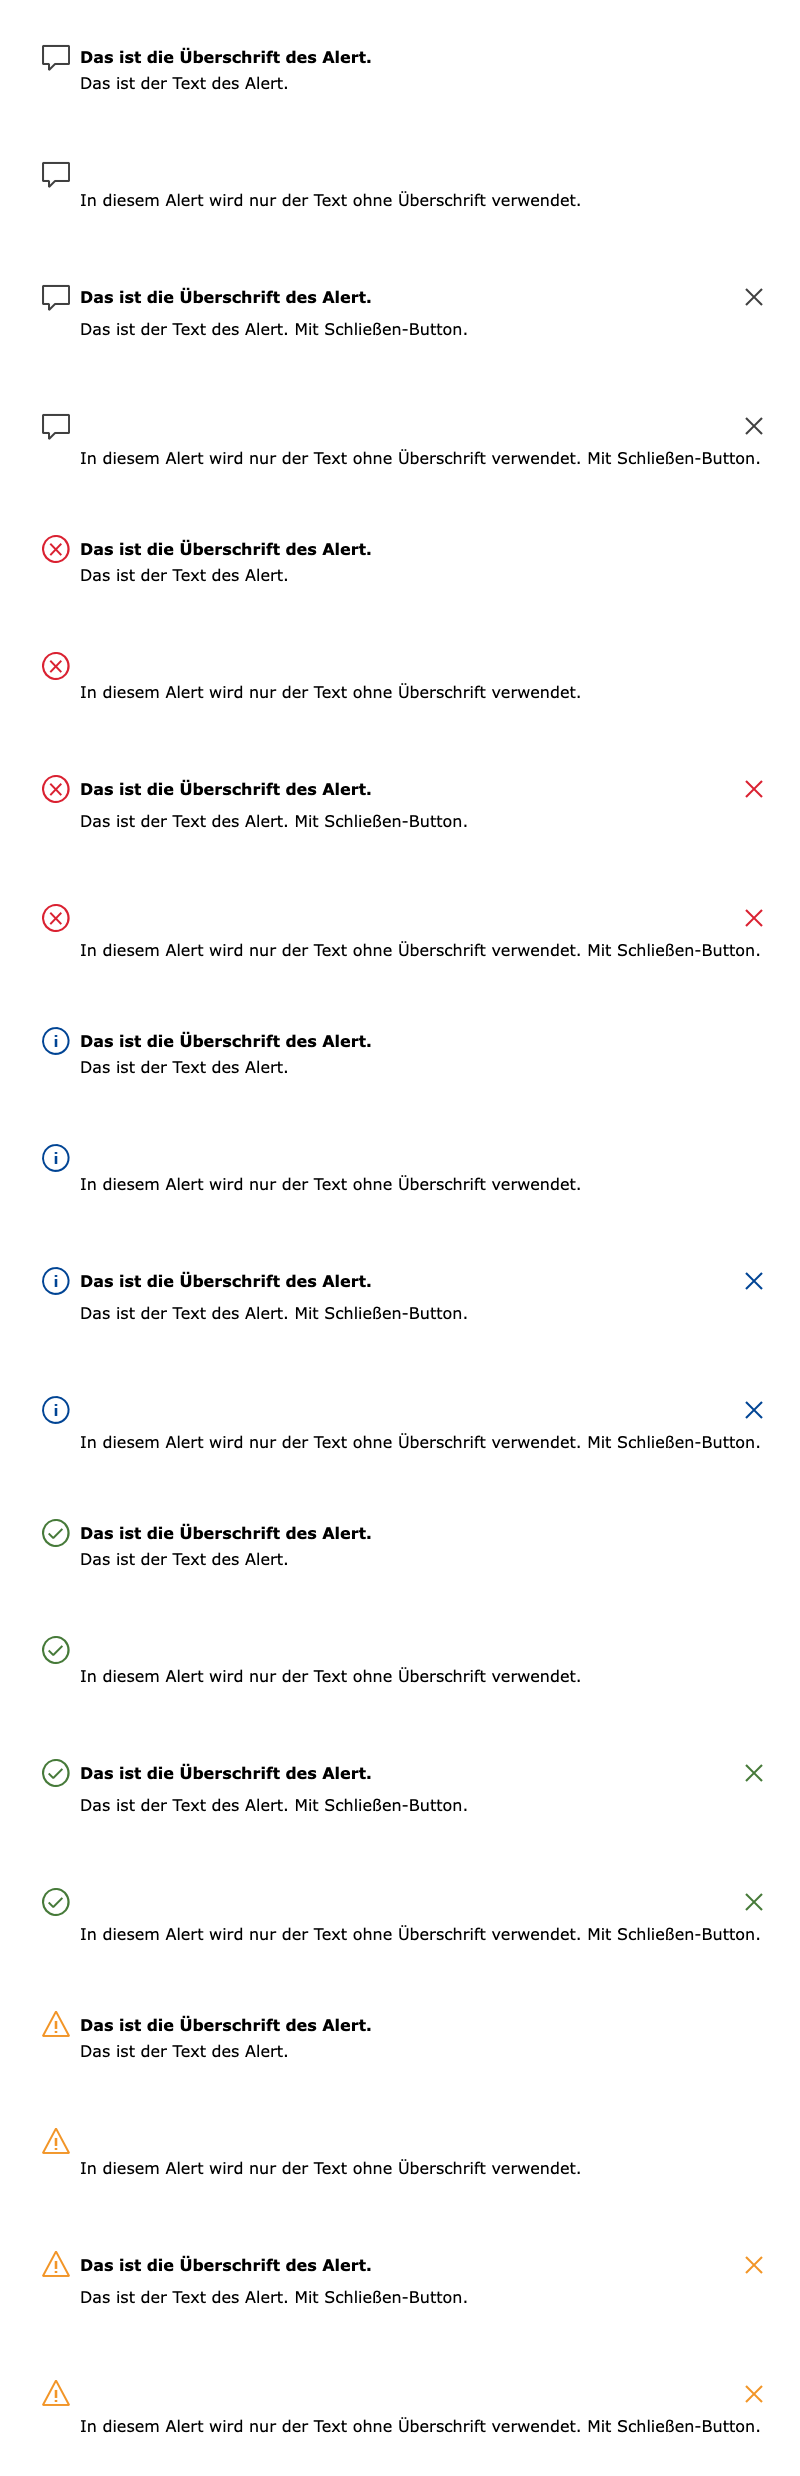 Das ist die Überschrift des Alert.
Das ist der Text des Alert.
In diesem Alert wird nur der Text ohne Überschrift verwendet.
Das ist die Überschrift des Alert.
Das ist der Text des Alert. Mit Schließen-Button.
In diesem Alert wird nur der Text ohne Überschrift verwendet. Mit Schließen-Button.
Das ist die Überschrift des Alert.
Das ist der Text des Alert.
In diesem Alert wird nur der Text ohne Überschrift verwendet.
Das ist die Überschrift des Alert.
Das ist der Text des Alert. Mit Schließen-Button.
In diesem Alert wird nur der Text ohne Überschrift verwendet. Mit Schließen-Button.
Das ist die Überschrift des Alert.
Das ist der Text des Alert.
In diesem Alert wird nur der Text ohne Überschrift verwendet.
Das ist die Überschrift des Alert.
Das ist der Text des Alert. Mit Schließen-Button.
In diesem Alert wird nur der Text ohne Überschrift verwendet. Mit Schließen-Button.
Das ist die Überschrift des Alert.
Das ist der Text des Alert.
In diesem Alert wird nur der Text ohne Überschrift verwendet.
Das ist die Überschrift des Alert.
Das ist der Text des Alert. Mit Schließen-Button.
In diesem Alert wird nur der Text ohne Überschrift verwendet. Mit Schließen-Button.
Das ist die Überschrift des Alert.
Das ist der Text des Alert.
In diesem Alert wird nur der Text ohne Überschrift verwendet.
Das ist die Überschrift des Alert.
Das ist der Text des Alert. Mit Schließen-Button.
In diesem Alert wird nur der Text ohne Überschrift verwendet. Mit Schließen-Button.